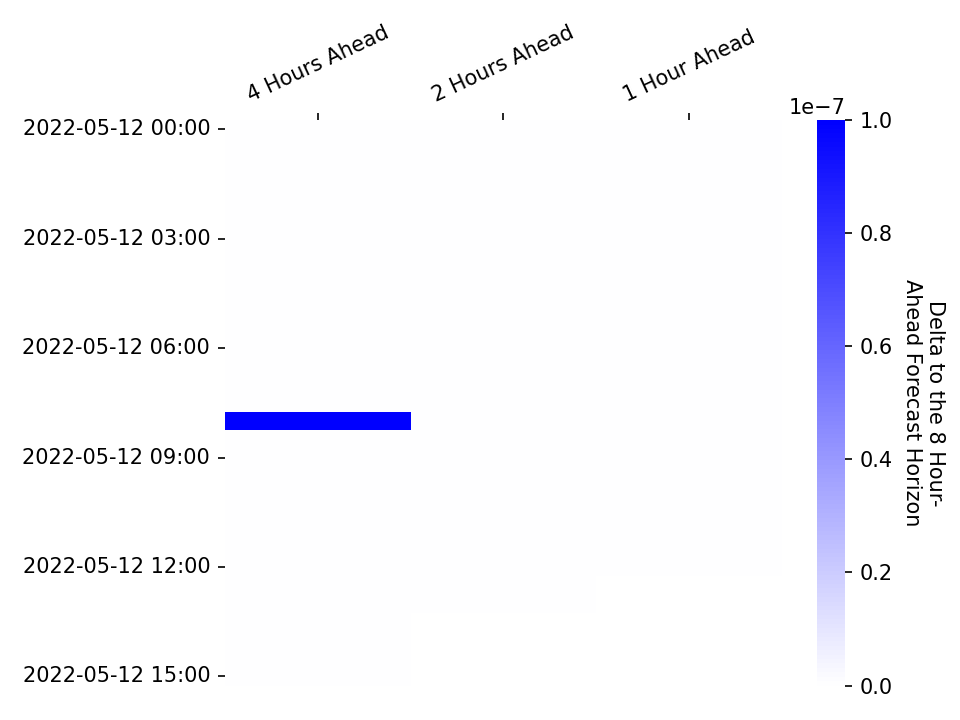 4 Hours Ahead
2 Hours Ahead
1 Hour Ahead
1e−7
2022-05-12 00:00
2022-05-12 03:00
2022-05-12 06:00
2022-05-12 09:00
2022-05-12 12:00
2022-05-12 15:00
1.0
0.8
0.6
0.4
0.2
0.0
Delta to the 8 Hour-
Ahead Forecast Horizon